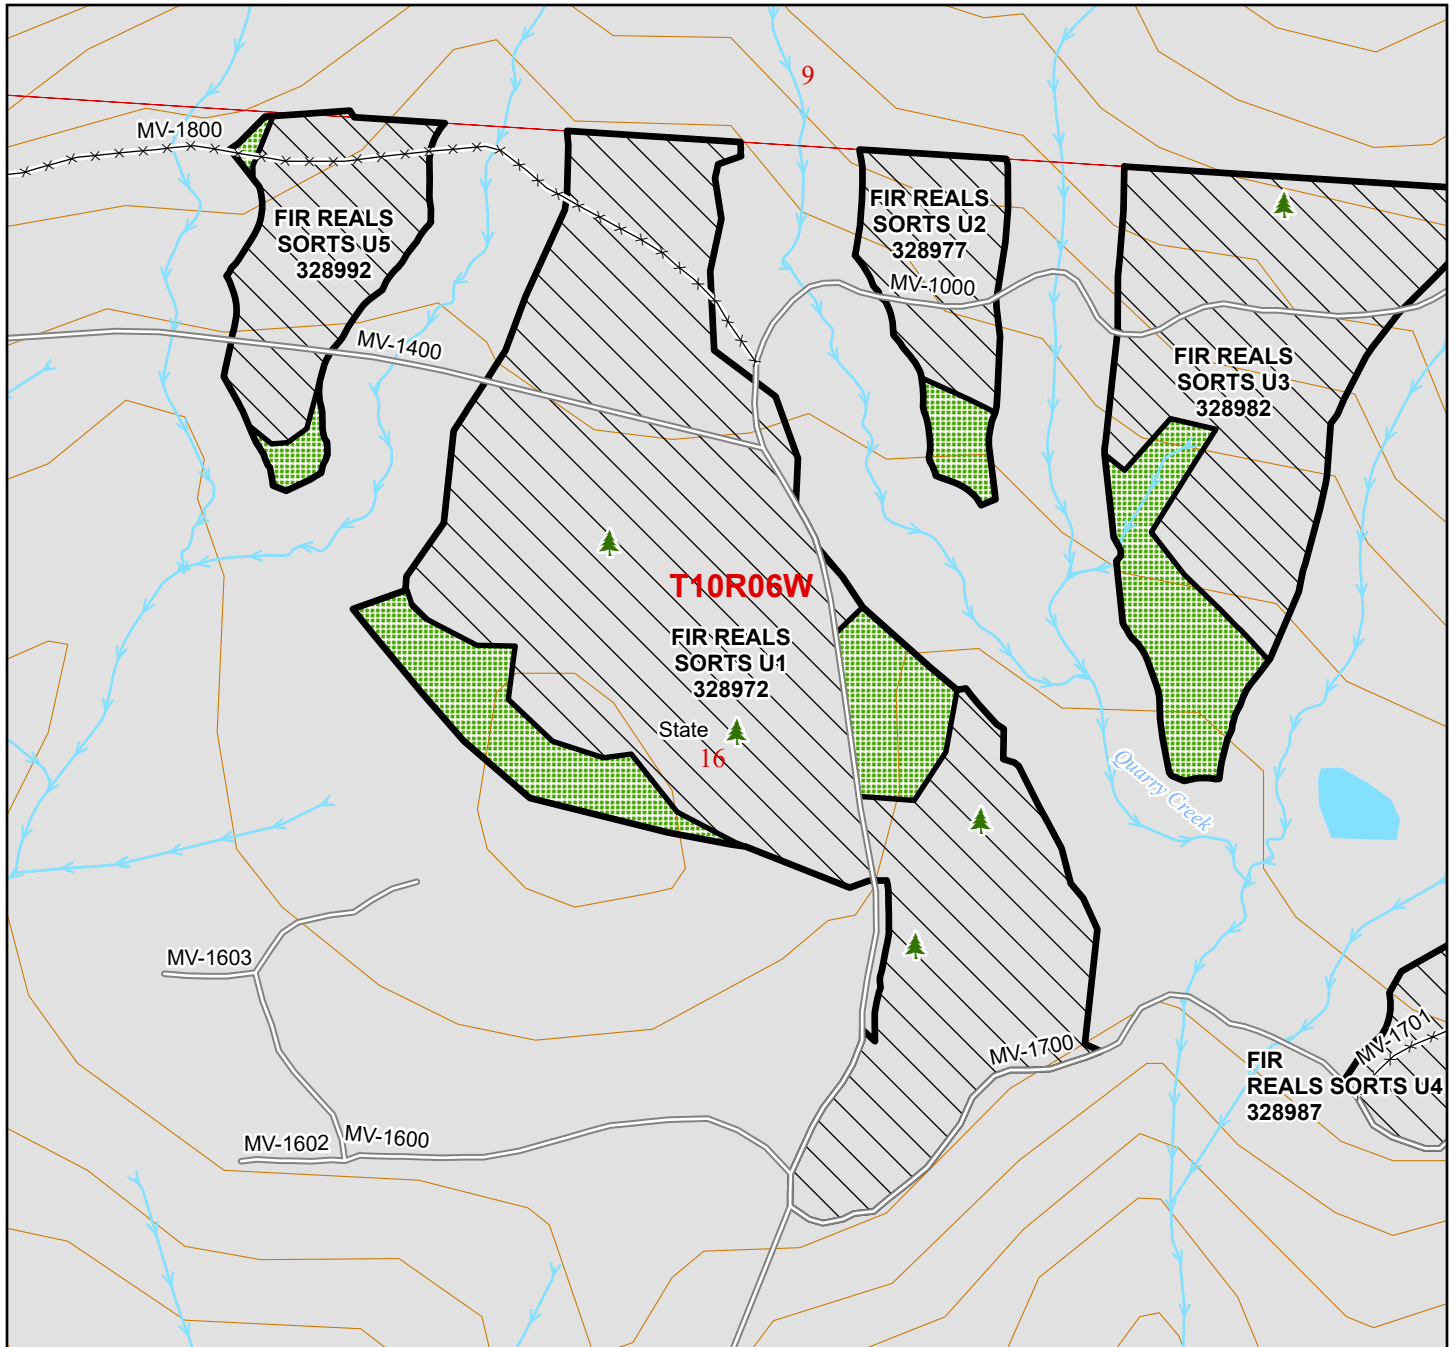 9
MV-1800
FIR REALS
SORTS U5
328992
FIR REALS
SORTS U2
328977
MV-1000
MV-1400
FIR REALS
SORTS U3
328982
T10R06W
FIR REALS
SORTS U1
328972
State
16
Quarry Creek
MV-1603
MV-1701
MV-1700
FIR
REALS SORTS U4
328987
MV-1602
MV-1600